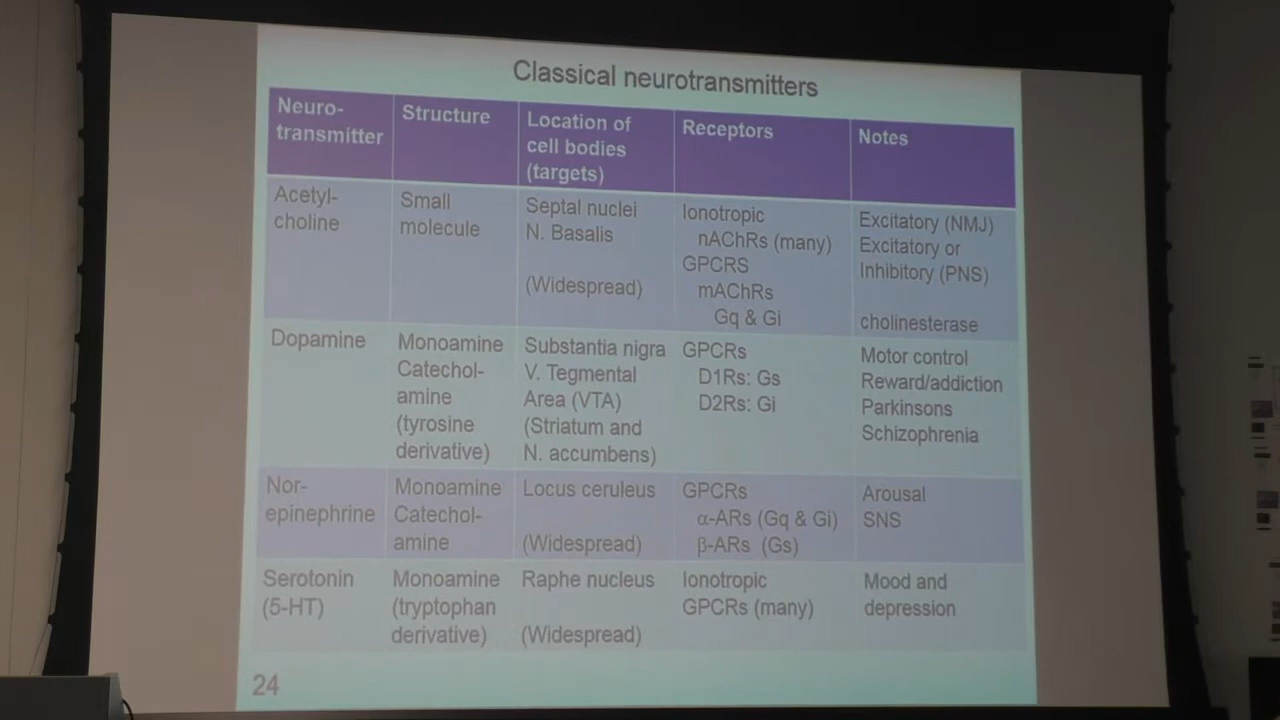 Classical neurotransmitters
Neuro-
transmitter
Structure
Location of
cell bodies
(targets)
Receptors
Notes
Acetyl-
choline
Small
molecule
Septal nuclei
N. Basalis
(Widespread)
Ionotropic
nAChRs (many)
GPCRS
mAChRs
Gq & Gi
Excitatory (NMJ)
Excitatory or
Inhibitory (PNS)
cholinesterase
Dopamine
Monoamine
Catechol-
amine
(tyrosine
derivative)
Substantia nigra
V. Tegmental
Area (VTA)
(Striatum and
N. accumbens)
GPCRs
D1Rs: Gs
D2Rs: Gi
Motor control
Reward/addiction
Parkinsons
Schizophrenia
Nor-
epinephrine
Monoamine
Catechol-
amine
Locus ceruleus
(Widespread)
GPCRs
α-ARs (Gq & Gi)
β-ARs (Gs)
Arousal
SNS
Serotonin
(5-HT)
Monoamine
(tryptophan
derivative)
Raphe nucleus
(Widespread)
Ionotropic
GPCRs (many)
Mood and
depression
24